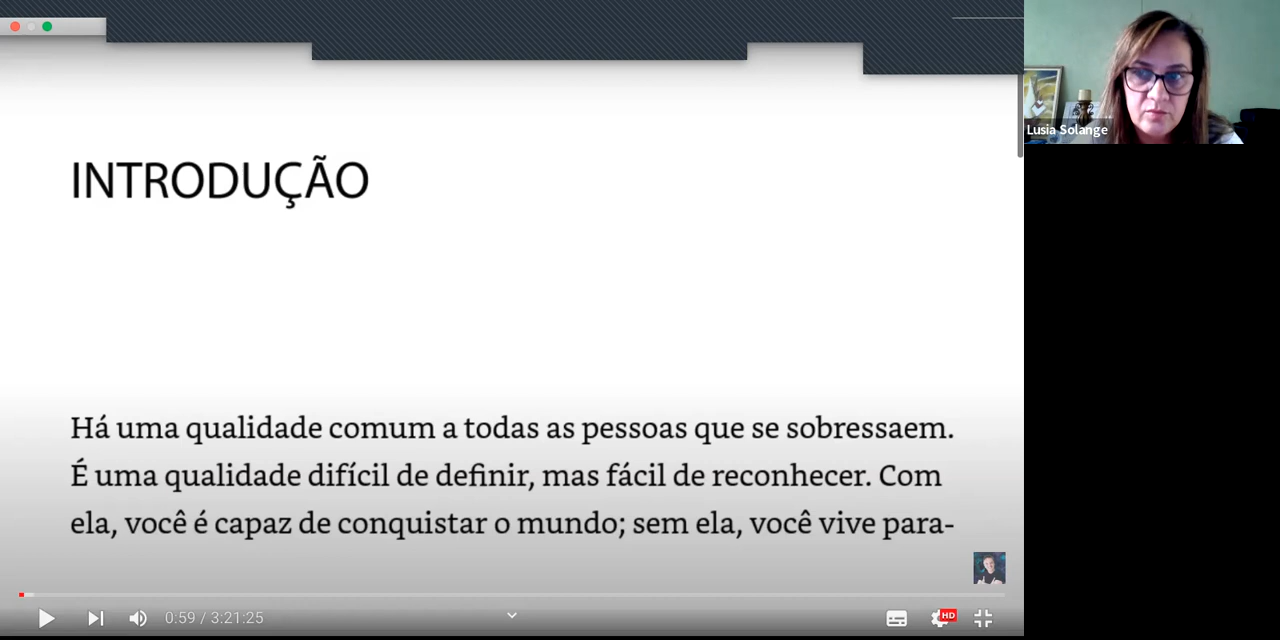 INTRODUÇÃO
Há uma qualidade comum a todas as pessoas que se sobressaem.
É uma qualidade difícil de definir, mas fácil de reconhecer. Com
ela, você é capaz de conquistar o mundo; sem ela, você vive para-
0:59 / 3:21:25
HD
Lusia Solange